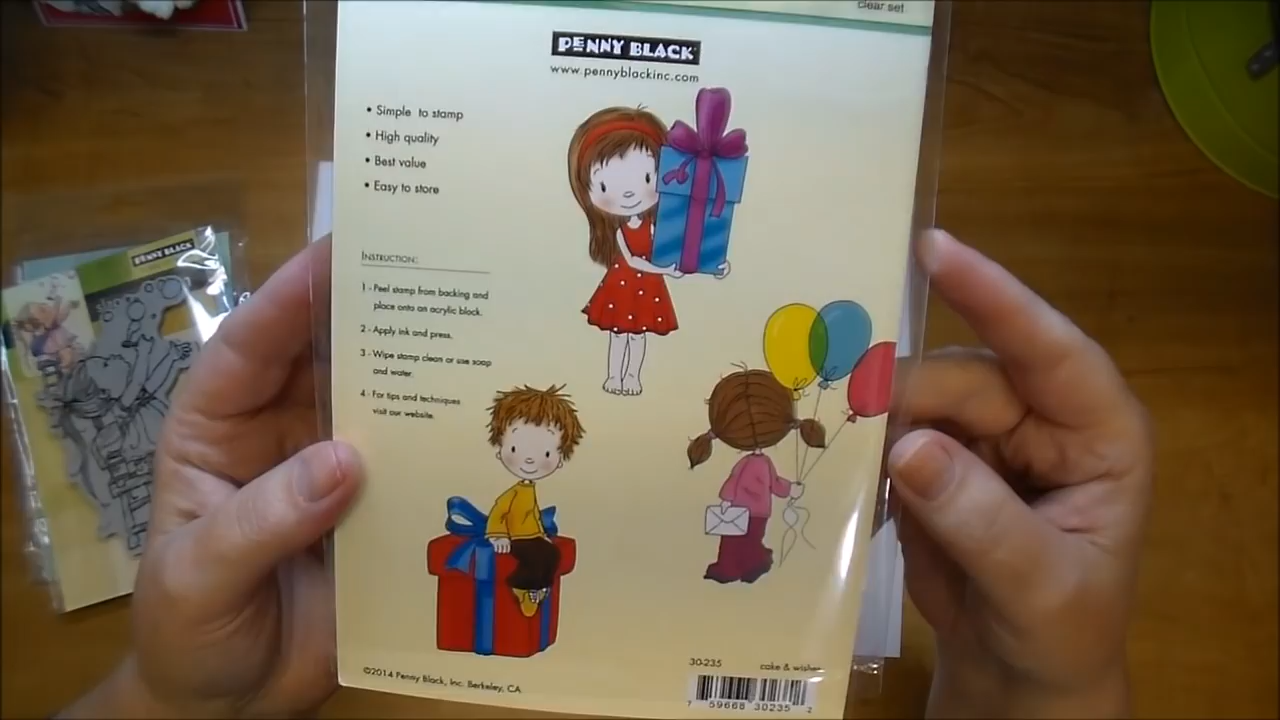 clear set
PENNY BLACK
www.pennyblackinc.com
• Simple to stamp
• High quality
• Best value
• Easy to store
INSTRUCTION:
1 - Peel stamp from backing and
place onto an acrylic block.
2 - Apply ink and press.
3 - Wipe stamp clean or use soap
and water.
4 - For tips and techniques
visit our website.
©2014 Penny Black, Inc. Berkeley, CA
30-235 cake & wishes
7 59668 30235 2
PENNY BLACK